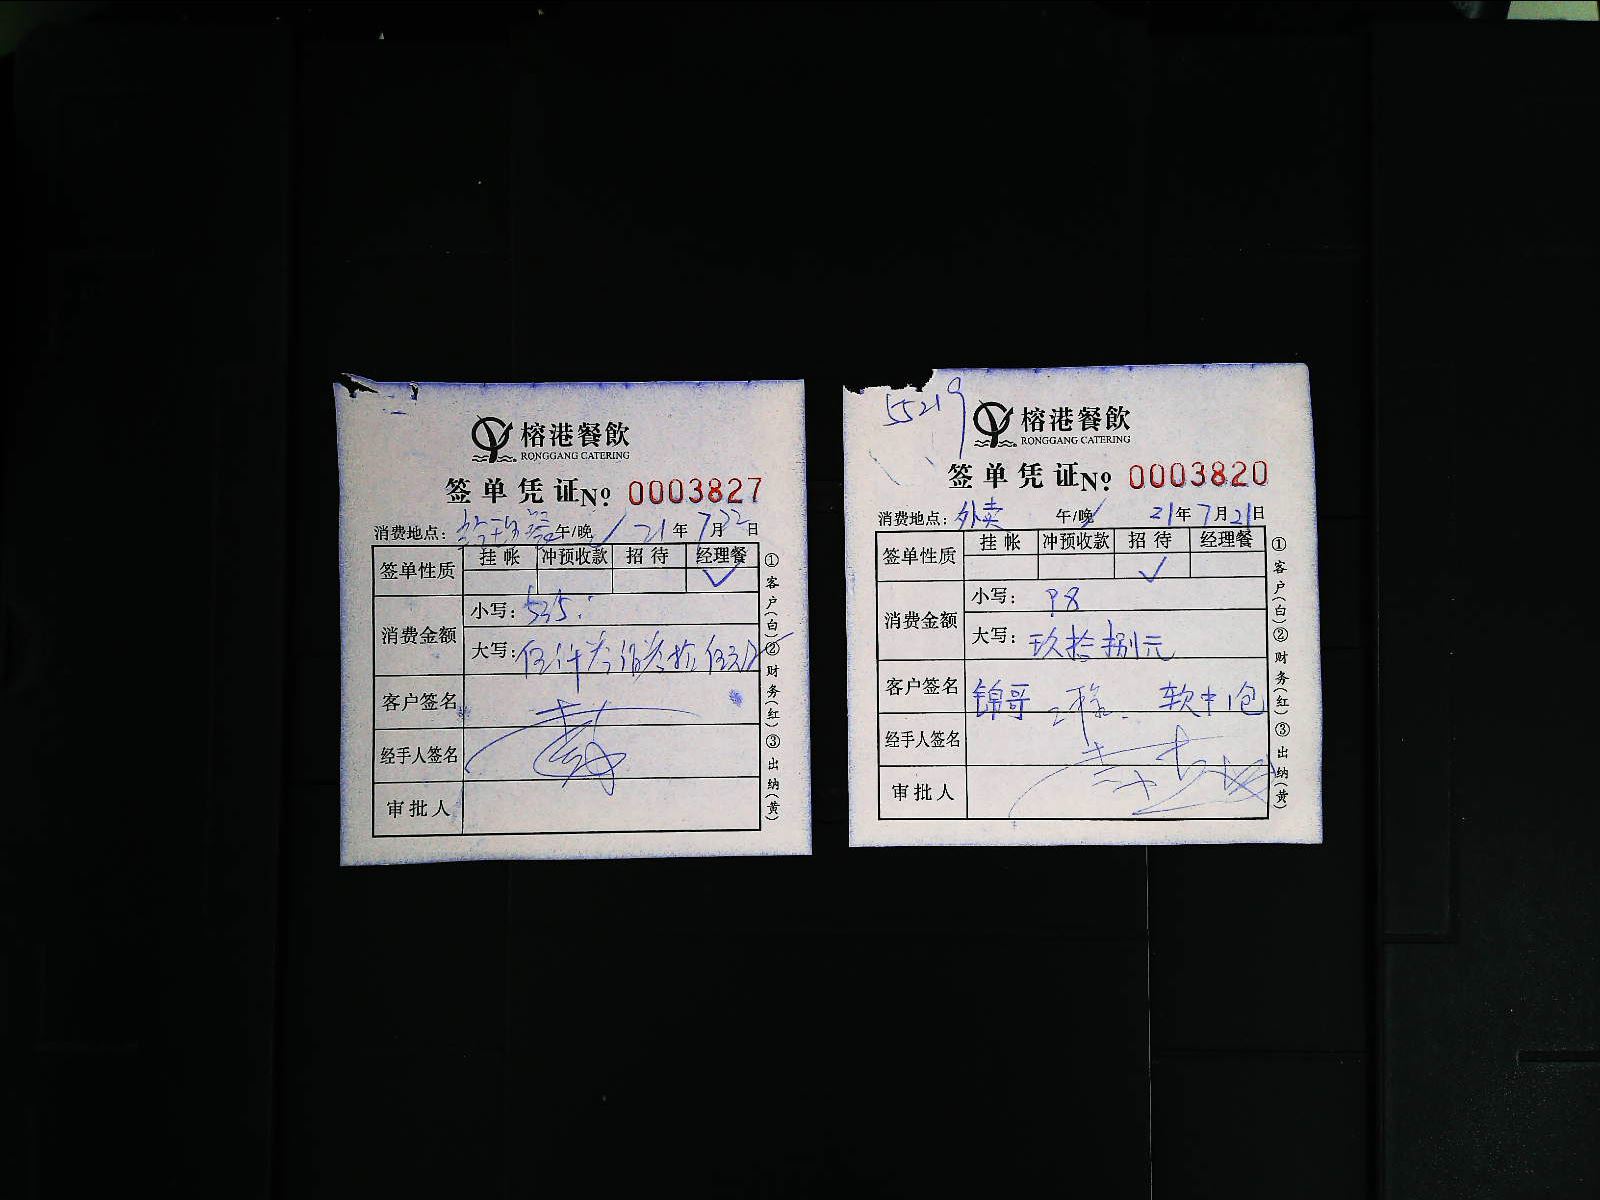 榕港餐飲
RONGGANG CATERING
签单凭证No 0003827
消费地点: 午/晚 21年7月22日
挂帐 冲预收款 招待 经理餐
签单性质 ✓
消费金额
小写: 535.
大写:
客户签名
经手人签名
审批人
①客户(白)②财务(红)③出纳(黄)
55219
榕港餐飲
RONGGANG CATERING
签单凭证No 0003820
消费地点: 外卖 午/晚 21年7月21日
挂帐 冲预收款 招待 经理餐
签单性质 ✓
消费金额
小写: 98
大写: 玖拾捌元
客户签名 锦哥 软中1包
经手人签名
审批人
①客户(白)②财务(红)③出纳(黄)